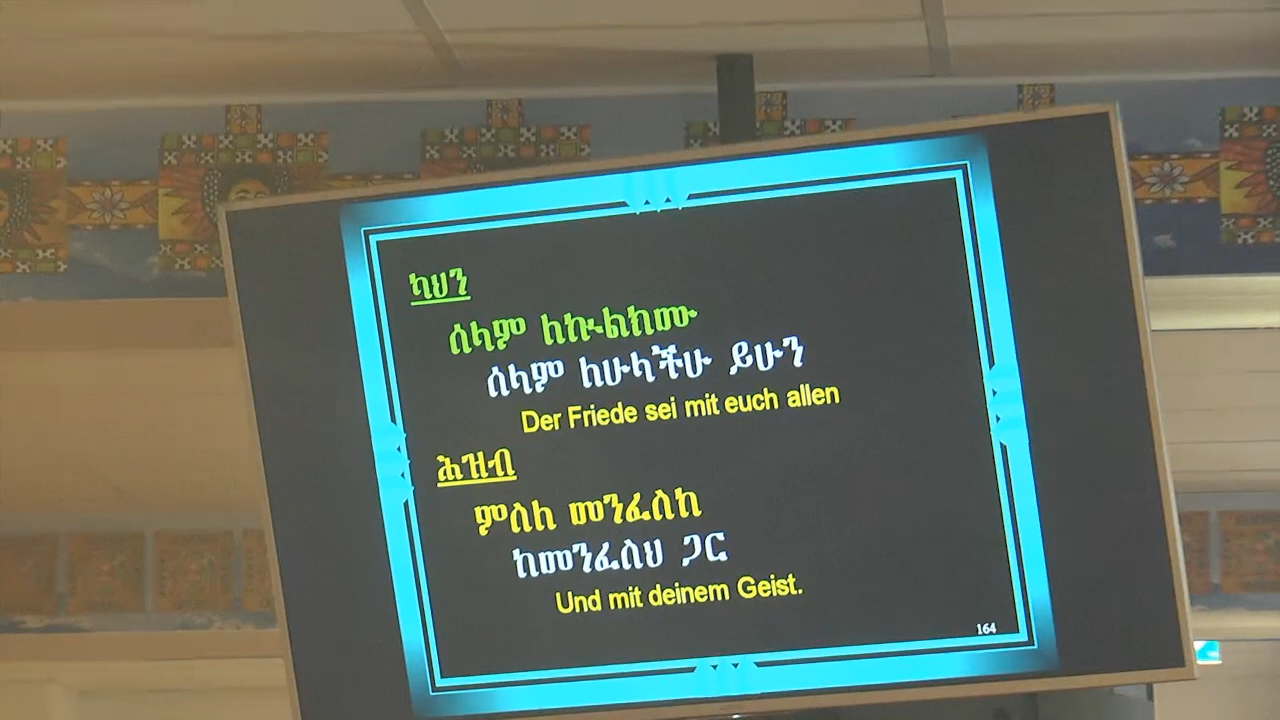 ካህን
ሰላም ለኵልክሙ
ሰላም ለሁላችሁ ይሁን
Der Friede sei mit euch allen
ሕዝብ
ምስለ መንፈስከ
ከመንፈስህ ጋር
Und mit deinem Geist.
164